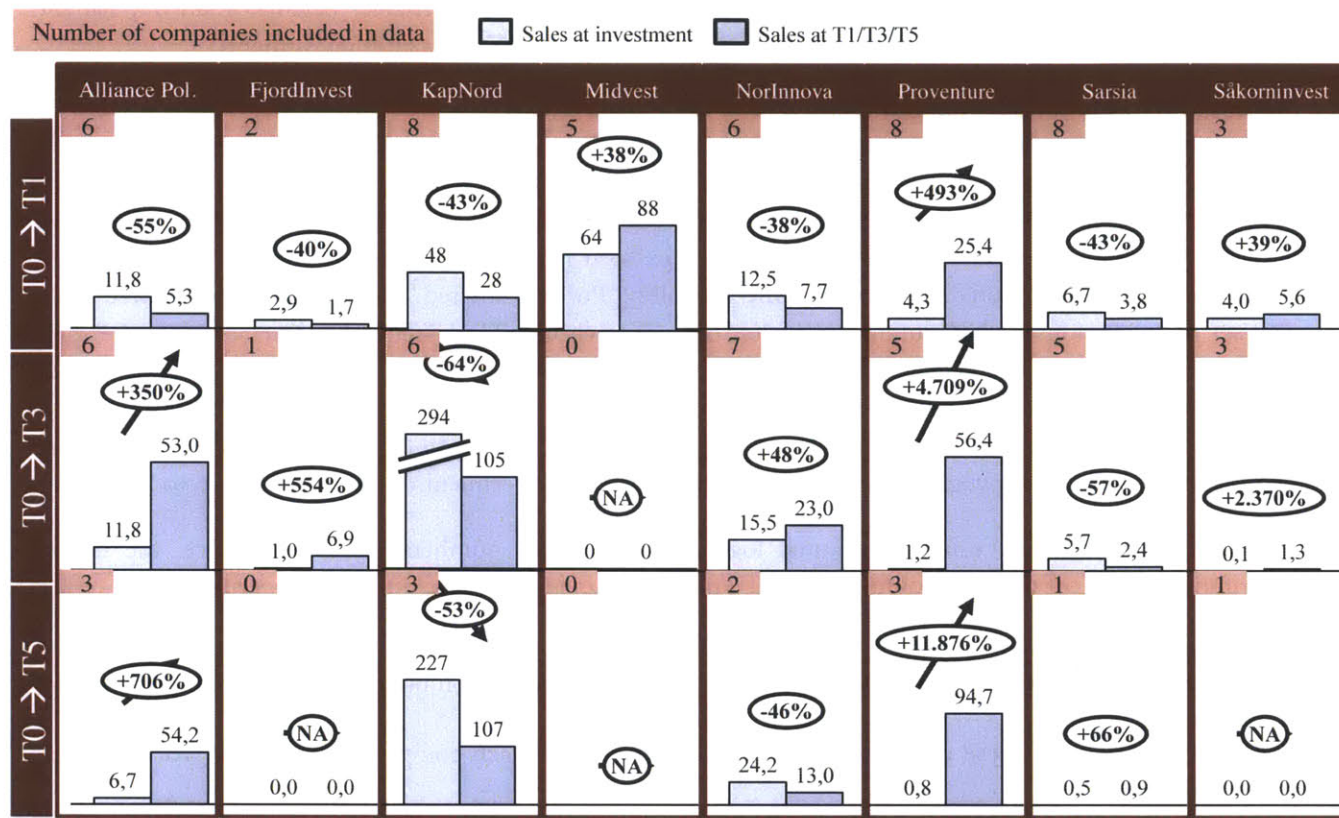 Number of companies included in data
Sales at investment
Sales at T1/T3/T5
Alliance Pol. FjordInvest KapNord Midvest NorInnova Proventure Sarsia Såkorninvest
T0 → T1
6 2 8 5 6 8 8 3
-55% -40% -43% +38% -38% +493% -43% +39%
11,8 5,3 2,9 1,7 48 28 64 88 12,5 7,7 4,3 25,4 6,7 3,8 4,0 5,6
T0 → T3
6 1 6 0 7 5 5 3
+350% +554% -64% NA +48% +4.709% -57% +2.370%
11,8 53,0 1,0 6,9 294 105 0 0 15,5 23,0 1,2 56,4 5,7 2,4 0,1 1,3
T0 → T5
3 0 3 0 2 3 1 1
+706% NA -53% NA -46% +11.876% +66% NA
6,7 54,2 0,0 0,0 227 107 24,2 13,0 0,8 94,7 0,5 0,9 0,0 0,0